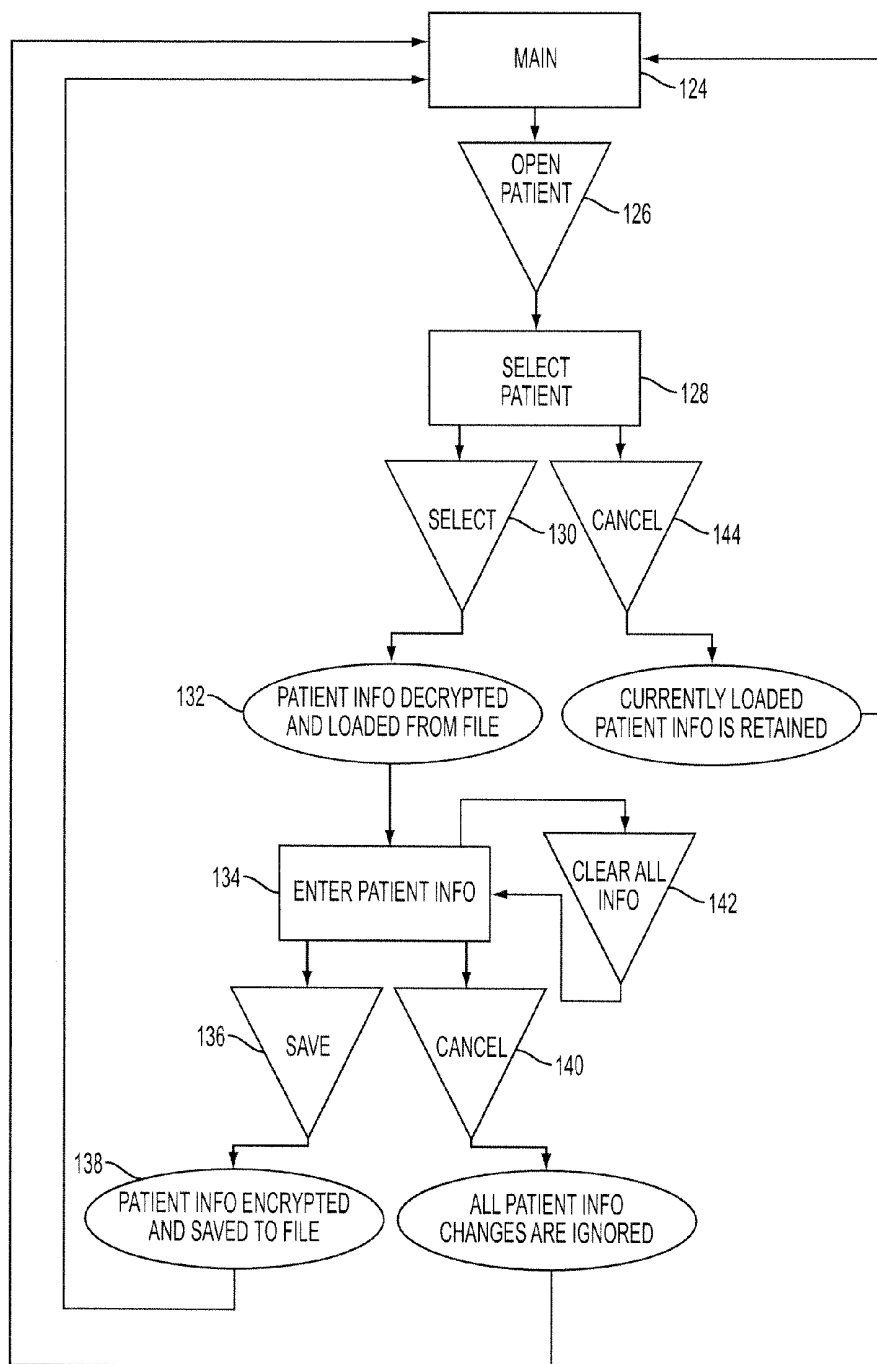 MAIN
124
OPEN
PATIENT
126
SELECT
PATIENT
128
SELECT
130
CANCEL
144
132
PATIENT INFO DECRYPTED
AND LOADED FROM FILE
CURRENTLY LOADED
PATIENT INFO IS RETAINED
134
ENTER PATIENT INFO
CLEAR ALL
INFO
142
136
SAVE
CANCEL
140
138
PATIENT INFO ENCRYPTED
AND SAVED TO FILE
ALL PATIENT INFO
CHANGES ARE IGNORED